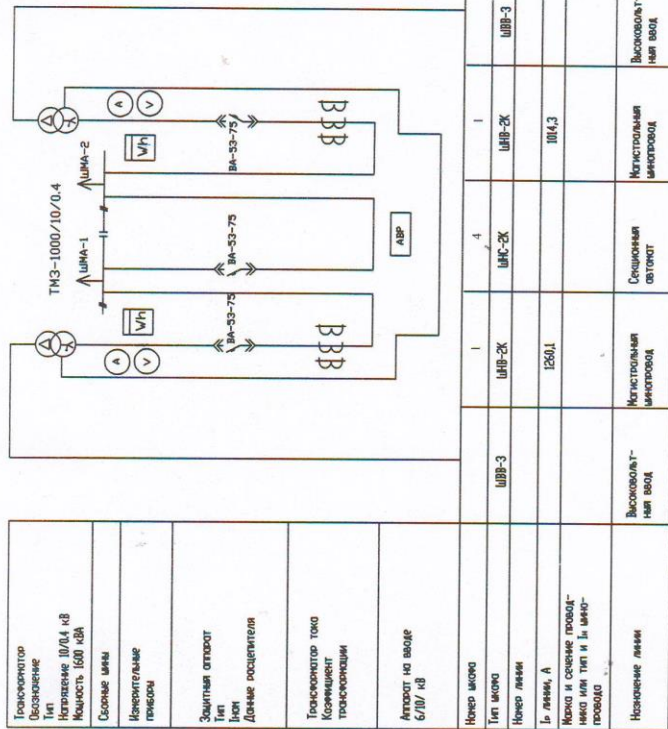 Трансформатор
Обозначение
Тип
Напряжение 10/0.4 кВ
Мощность 1600 кВА
Сборные шины
Измерительные
приборы
Защитный аппарат
Тип
Iном
Данные расцепителя
Трансформатор тока
Коэффициент
трансформации
Аппарат на вводе
6/10/ кВ
ТМЗ-1000/10/0.4
ШМА-1
ШМА-2
A
V
Wh
Wh
A
V
ВА-53-75
ВА-53-75
ВА-53-75
АВР
Номер шкафа
1
4
1
Тип шкафа
ШВВ-3
ШНВ-2К
ШНС-2К
ШНВ-2К
ШВВ-3
Номер линии
Iр линии, А
1260,1
1014,3
Марка и сечение провод-
ника или тип и Iн шино-
провода
Назначение линии
Высоковольт-
ный ввод
Магистральный
шинопровод
Секционный
автомат
Магистральный
шинопровод
Высоковольт-
ный ввод